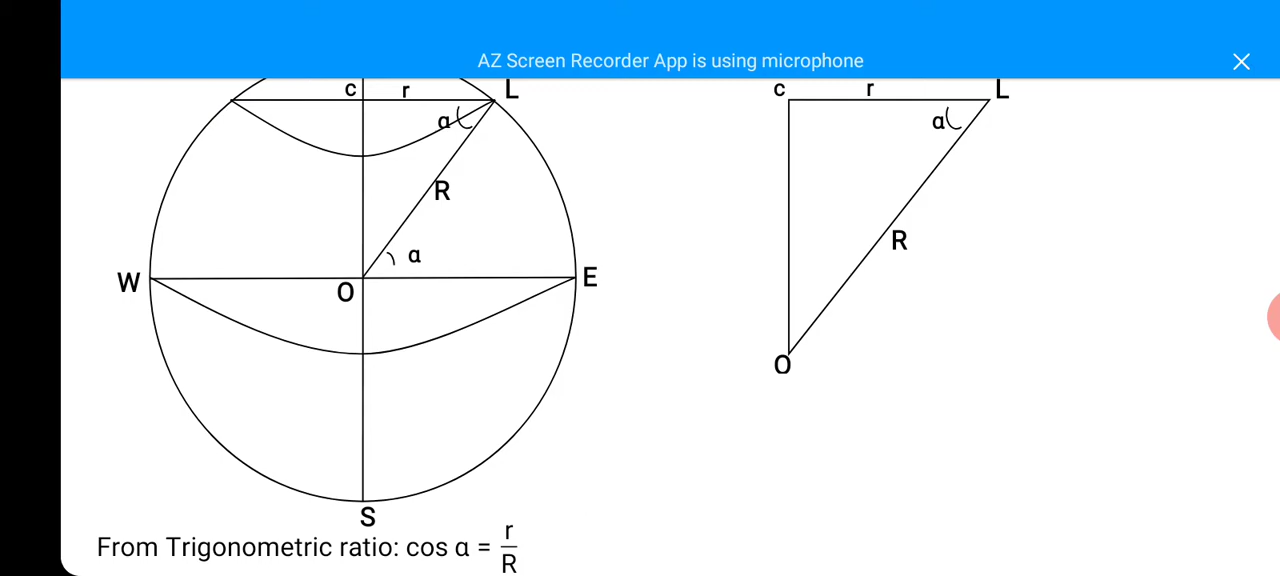 AZ Screen Recorder App is using microphone
c r L
c r L
α
α
R
R
α
W E
O
O
S
From Trigonometric ratio: cos α = r/R